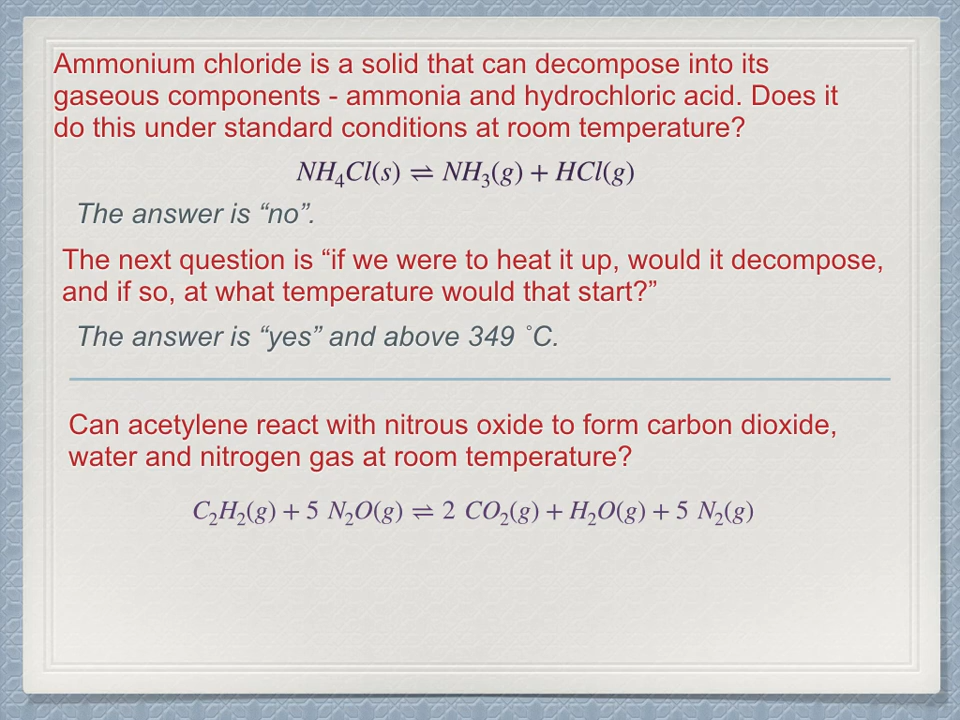 Ammonium chloride is a solid that can decompose into its
gaseous components - ammonia and hydrochloric acid. Does it
do this under standard conditions at room temperature?
NH₄Cl(s) ⇌ NH₃(g) + HCl(g)
The answer is “no”.
The next question is “if we were to heat it up, would it decompose,
and if so, at what temperature would that start?”
The answer is “yes” and above 349 ˚C.
Can acetylene react with nitrous oxide to form carbon dioxide,
water and nitrogen gas at room temperature?
C₂H₂(g) + 5 N₂O(g) ⇌ 2 CO₂(g) + H₂O(g) + 5 N₂(g)